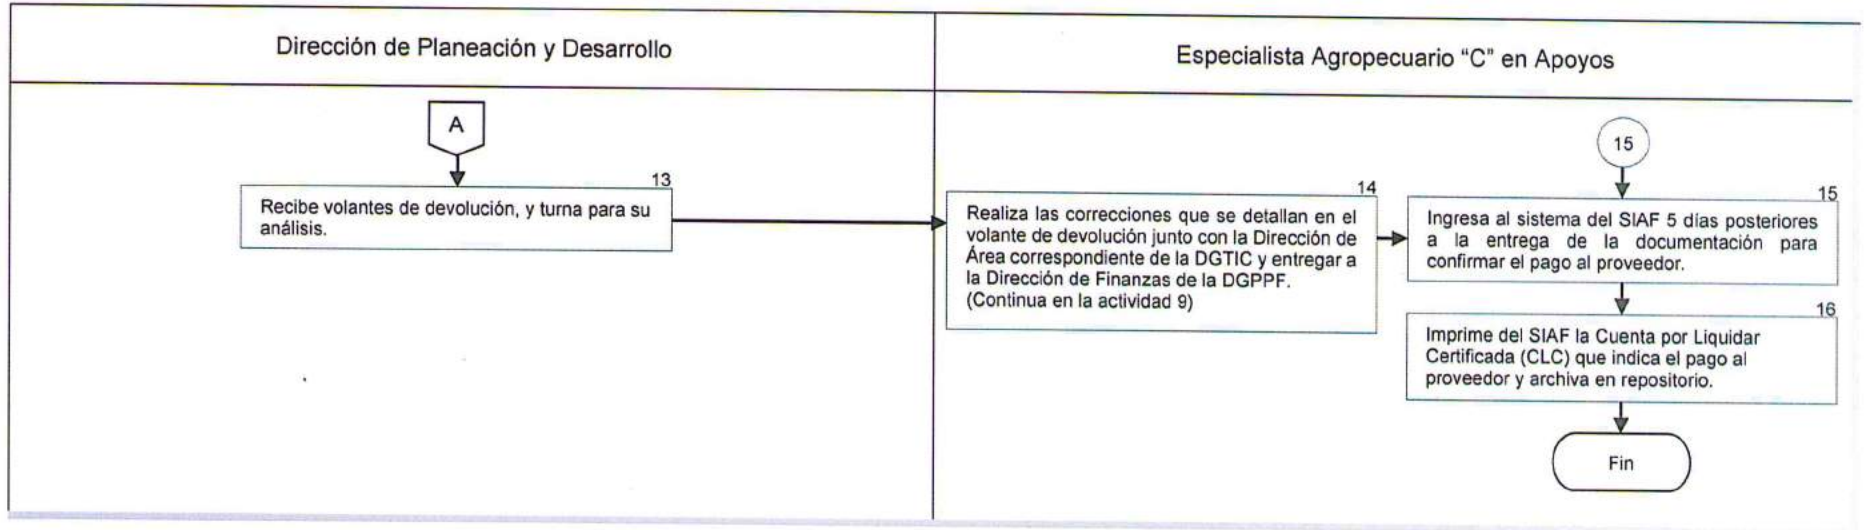 Dirección de Planeación y Desarrollo
Especialista Agropecuario “C” en Apoyos
A
13
Recibe volantes de devolución, y turna para su
análisis.
14
Realiza las correcciones que se detallan en el
volante de devolución junto con la Dirección de
Área correspondiente de la DGTIC y entregar a
la Dirección de Finanzas de la DGPPF.
(Continua en la actividad 9)
15
15
Ingresa al sistema del SIAF 5 días posteriores
a la entrega de la documentación para
confirmar el pago al proveedor.
16
Imprime del SIAF la Cuenta por Liquidar
Certificada (CLC) que indica el pago al
proveedor y archiva en repositorio.
Fin